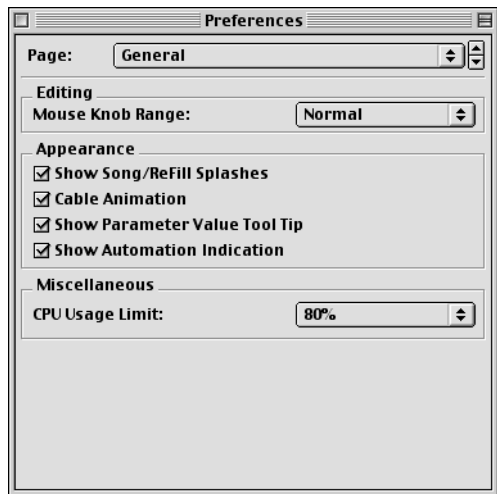 Preferences
Page: General
Editing
Mouse Knob Range: Normal
Appearance
Show Song/ReFill Splashes
Cable Animation
Show Parameter Value Tool Tip
Show Automation Indication
Miscellaneous
CPU Usage Limit: 80%